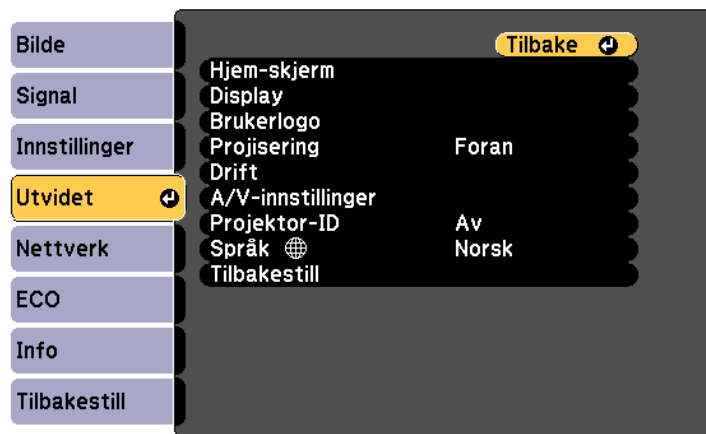 Bilde
Signal
Innstillinger
Utvidet
Nettverk
ECO
Info
Tilbakestill
Tilbake
Hjem-skjerm
Display
Brukerlogo
Projisering Foran
Drift
A/V-innstillinger
Projektor-ID Av
Språk Norsk
Tilbakestill